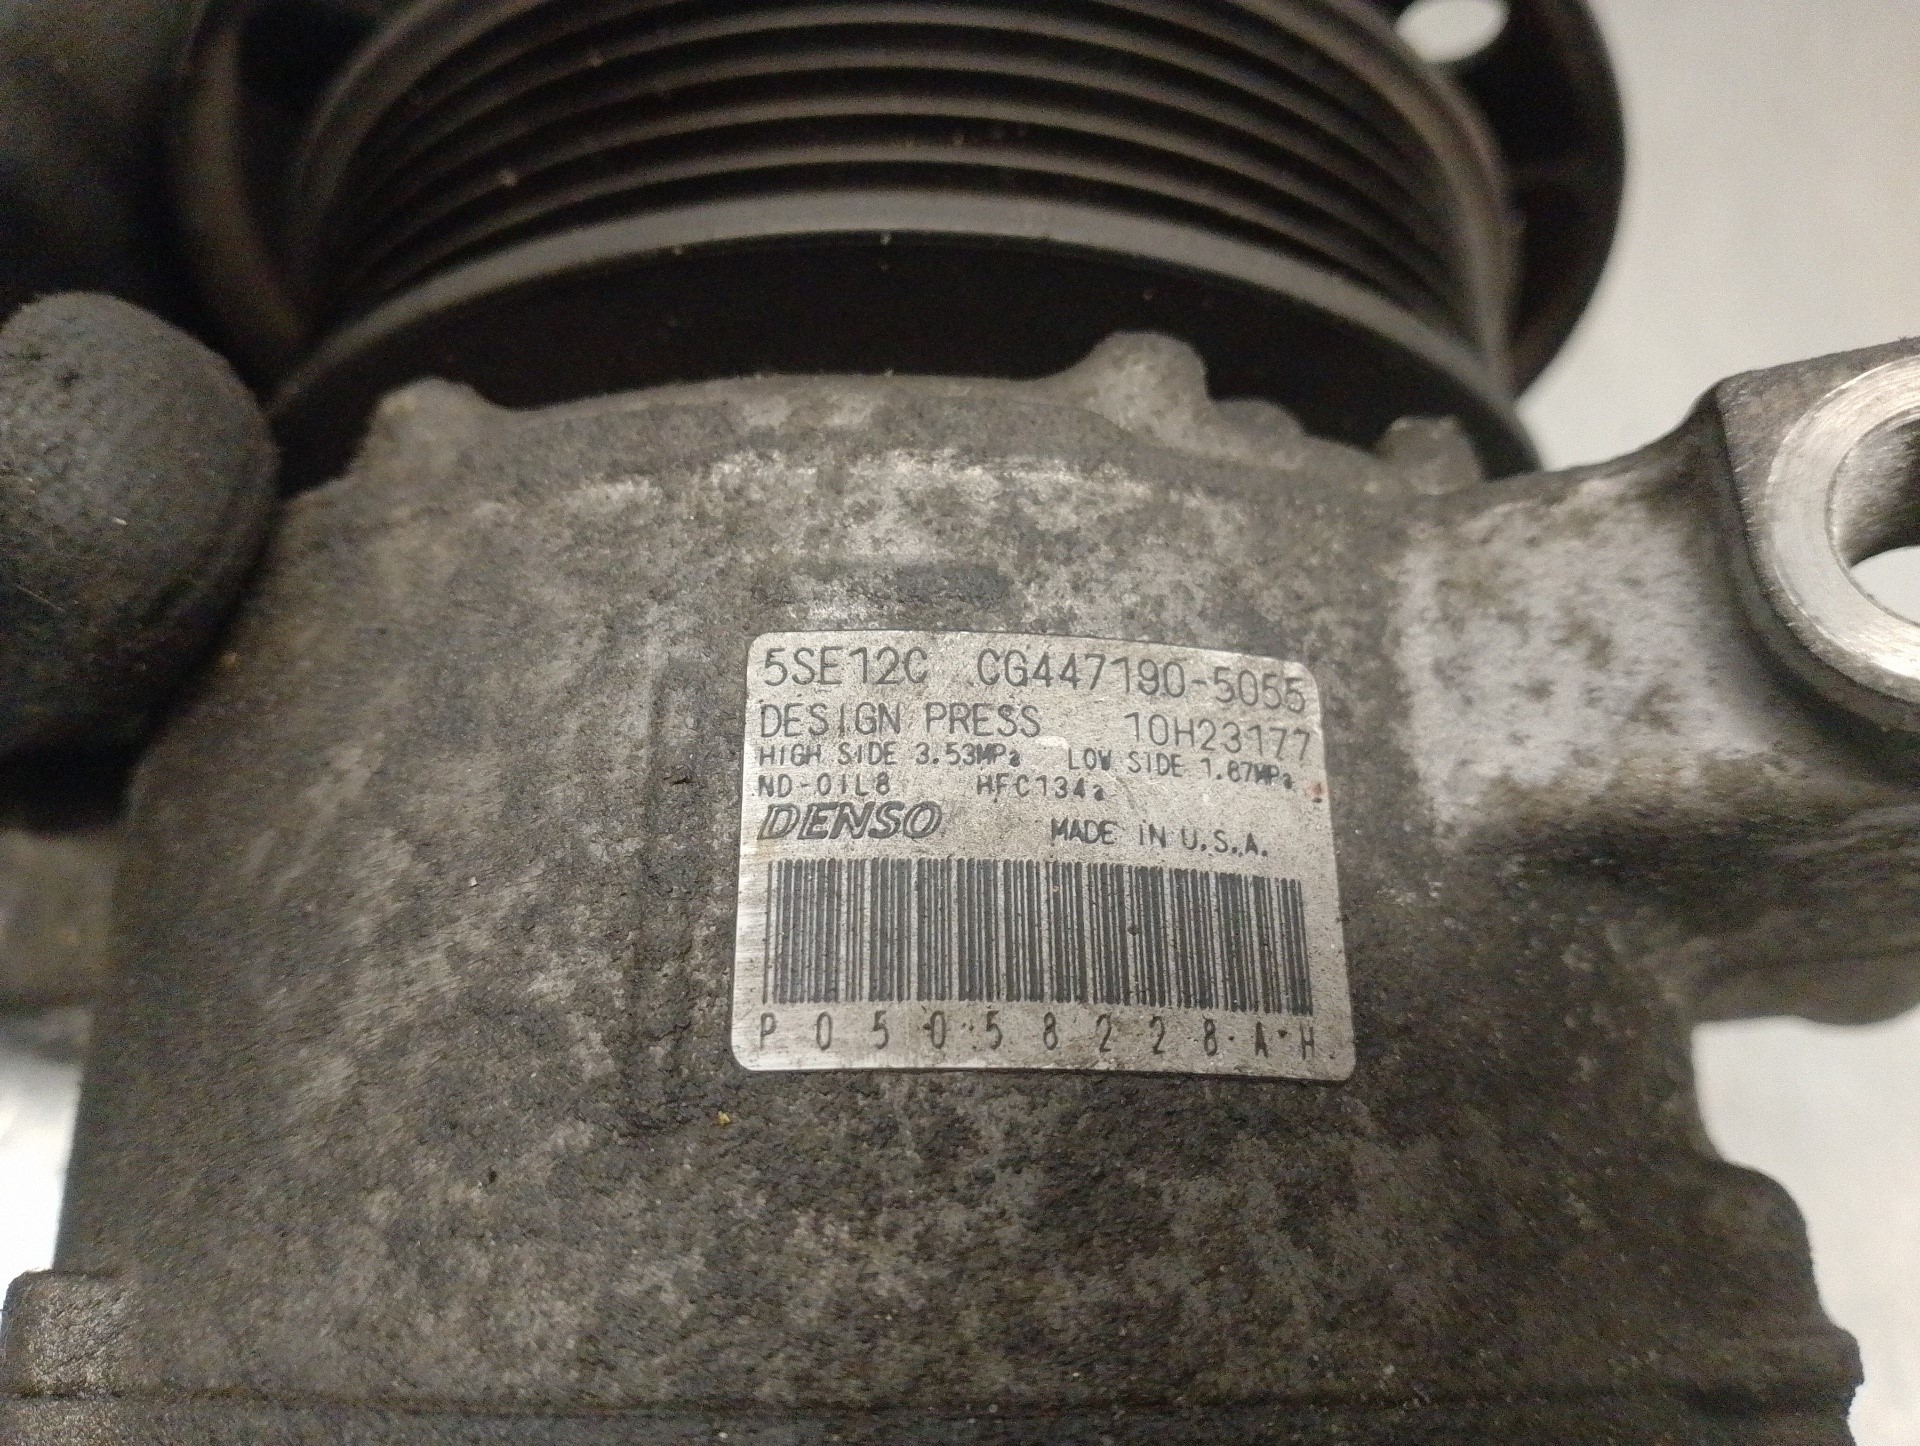 5SE12C CG447190-5055
DESIGN PRESS 10H23177
HIGH SIDE 3.53MPa LOW SIDE 1.87MPa
ND-OIL8 HFC134a
DENSO MADE IN U.S.A.
P05058228AH